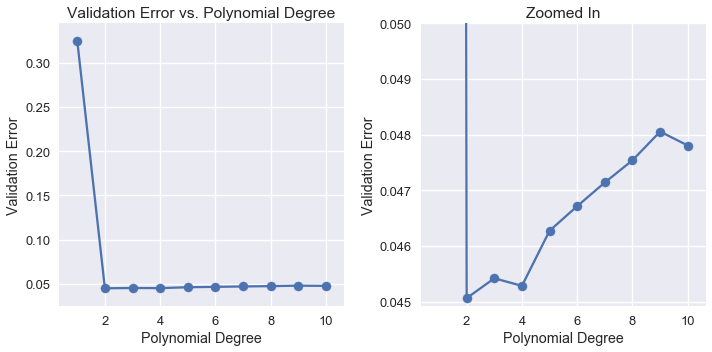 Validation Error vs. Polynomial Degree
Validation Error
0.30
0.25
0.20
0.15
0.10
0.05
2 4 6 8 10
Polynomial Degree
Zoomed In
Validation Error
0.050
0.049
0.048
0.047
0.046
0.045
2 4 6 8 10
Polynomial Degree